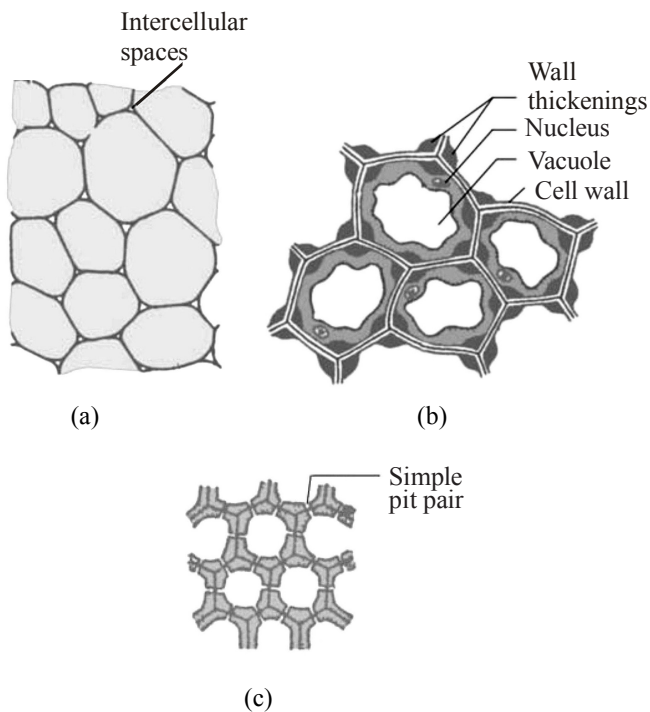 Intercellular
spaces
Wall
thickenings
Nucleus
Vacuole
Cell wall
(a)
(b)
Simple
pit pair
(c)